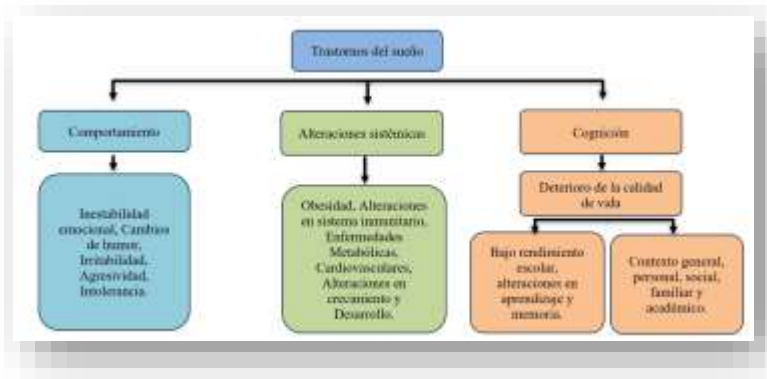 Trastornos del sueño
Comportamiento
Alteraciones sistémicas
Cognición
Deterioro de la calidad
de vida
Inestabilidad
emocional, Cambios
de humor,
Irritabilidad,
Agresividad,
Intolerancia.
Obesidad, Alteraciones
en sistema inmunitario,
Enfermedades
Metabólicas,
Cardiovasculares,
Alteraciones en
crecimiento y
Desarrollo.
Bajo rendimiento
escolar,
alteraciones en
aprendizaje y
memoria.
Contexto general,
personal, social,
familiar y
académico.